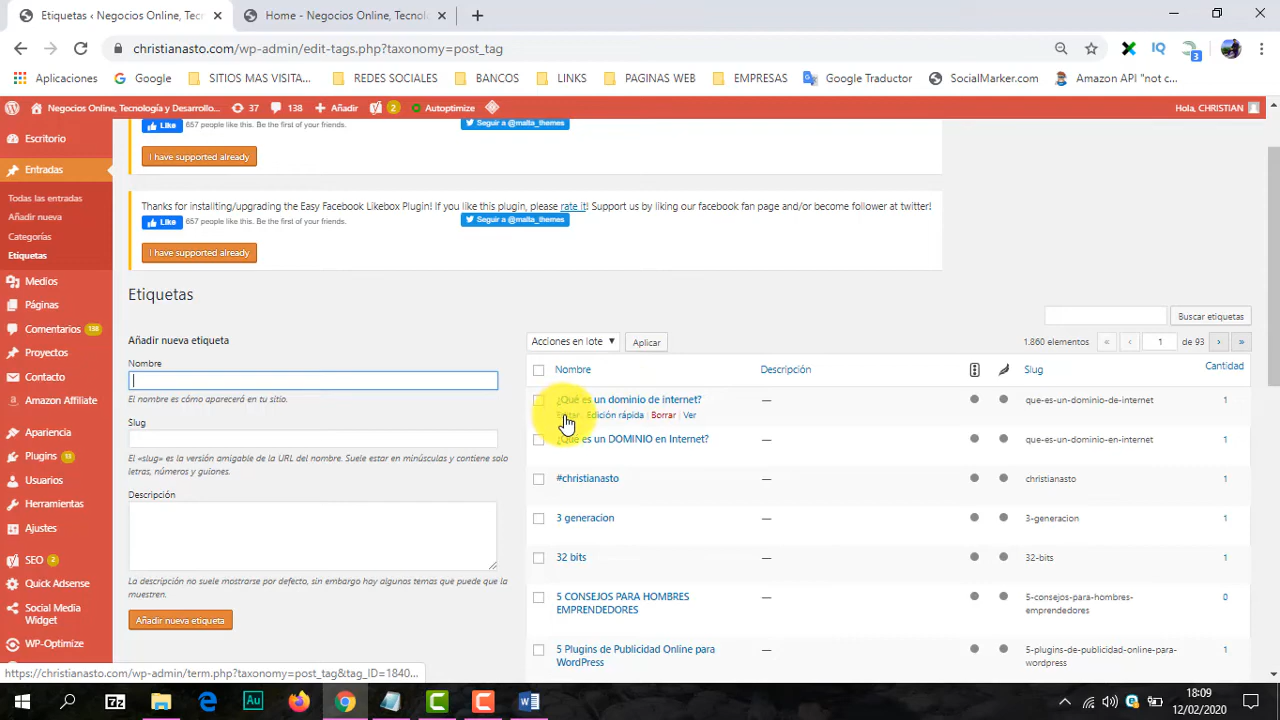 Etiquetas ‹ Negocios Online, Tecn
Home - Negocios Online, Tecnolo
christianasto.com/wp-admin/edit-tags.php?taxonomy=post_tag
3
Aplicaciones
Google
SITIOS MAS VISITA...
REDES SOCIALES
BANCOS
LINKS
PAGINAS WEB
EMPRESAS
Google Traductor
SocialMarker.com
Amazon API "not c...
Negocios Online, Tecnología y Desarrollo...
37
138
Añadir
2
Autoptimize
Hola, CHRISTIAN
Escritorio
Entradas
Todas las entradas
Añadir nueva
Categorías
Etiquetas
Medios
Páginas
Comentarios 138
Proyectos
Contacto
Amazon Affiliate
Apariencia
Plugins 13
Usuarios
Herramientas
Ajustes
SEO 2
Quick Adsense
Social Media
Widget
WP-Optimize
Like
657 people like this. Be the first of your friends.
Seguir a @malta_themes
I have supported already
Thanks for installing/upgrading the Easy Facebook Likebox Plugin! If you like this plugin, please rate it! Support us by liking our facebook fan page and/or become follower at twitter!
Like
657 people like this. Be the first of your friends.
Seguir a @malta_themes
I have supported already
Etiquetas
Buscar etiquetas
Añadir nueva etiqueta
Nombre
El nombre es cómo aparecerá en tu sitio.
Slug
El «slug» es la versión amigable de la URL del nombre. Suele estar en minúsculas y contiene solo
letras, números y guiones.
Descripción
La descripción no suele mostrarse por defecto, sin embargo hay algunos temas que puede que la
muestren.
Añadir nueva etiqueta
Acciones en lote
Aplicar
1.860 elementos
«
‹
1
de 93
›
»
Nombre
Descripción
Slug
Cantidad
¿Qué es un dominio de internet?
—
que-es-un-dominio-de-internet
1
Editar | Edición rápida | Borrar | Ver
¿Qué es un DOMINIO en Internet?
—
que-es-un-dominio-en-internet
1
#christianasto
—
christianasto
1
3 generacion
—
3-generacion
1
32 bits
—
32-bits
1
5 CONSEJOS PARA HOMBRES
EMPRENDEDORES
—
5-consejos-para-hombres-
emprendedores
0
5 Plugins de Publicidad Online para
WordPress
—
5-plugins-de-publicidad-online-para-
wordpress
1
https://christianasto.com/wp-admin/term.php?taxonomy=post_tag&tag_ID=1840...
18:09
12/02/2020